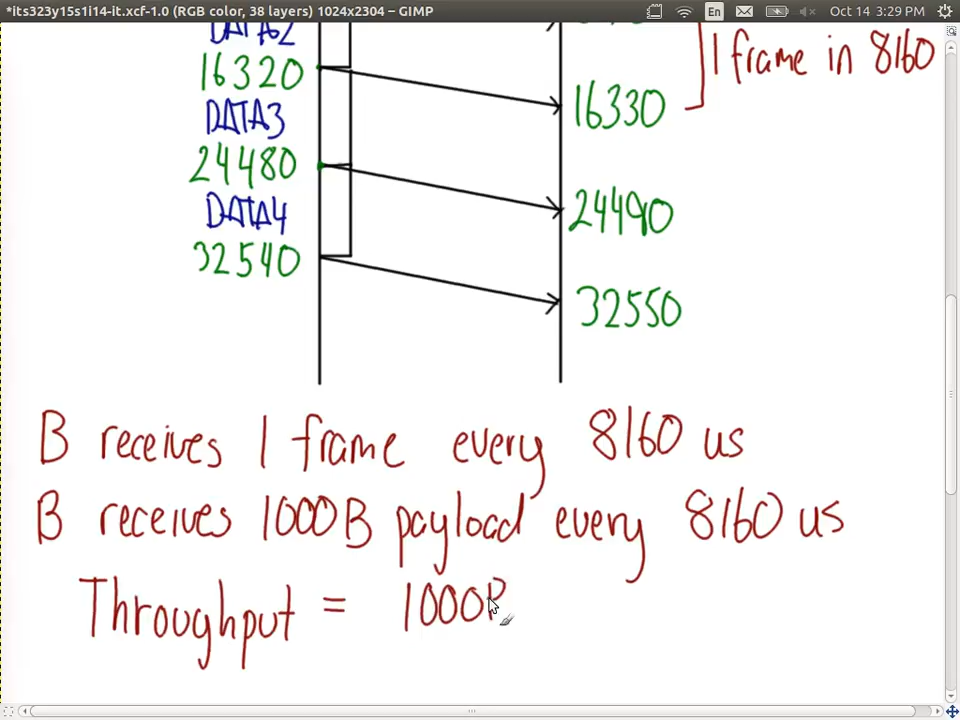 *its323y15s1i14-it.xcf-1.0 (RGB color, 38 layers) 1024x2304 – GIMP
En
Oct 14 3:29 PM
DATA2
1 frame in 8160
16320
16330
DATA3
24480
24490
DATA4
32540
32550
B receives 1 frame every 8160 us
B receives 1000B payload every 8160 us
Throughput = 1000B